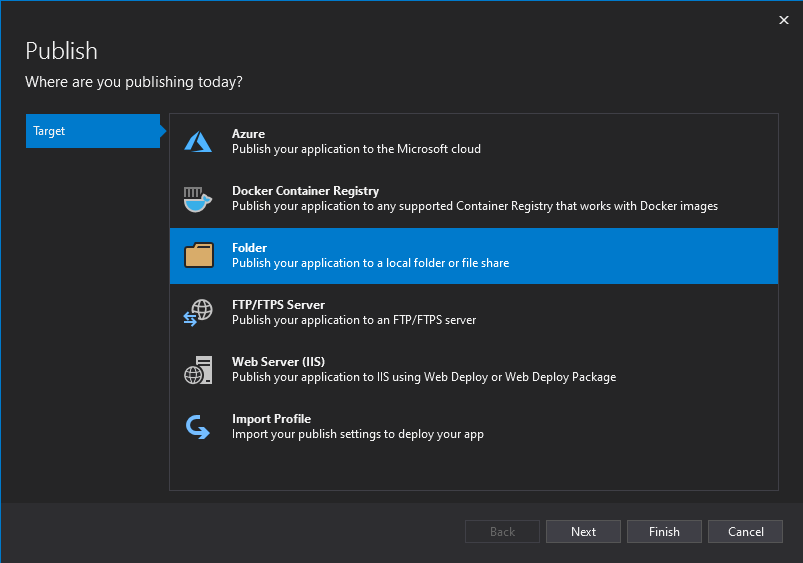 Publish
Where are you publishing today?
Target
Azure
Publish your application to the Microsoft cloud
Docker Container Registry
Publish your application to any supported Container Registry that works with Docker images
Folder
Publish your application to a local folder or file share
FTP/FTPS Server
Publish your application to an FTP/FTPS server
Web Server (IIS)
Publish your application to IIS using Web Deploy or Web Deploy Package
Import Profile
Import your publish settings to deploy your app
Back Next Finish Cancel